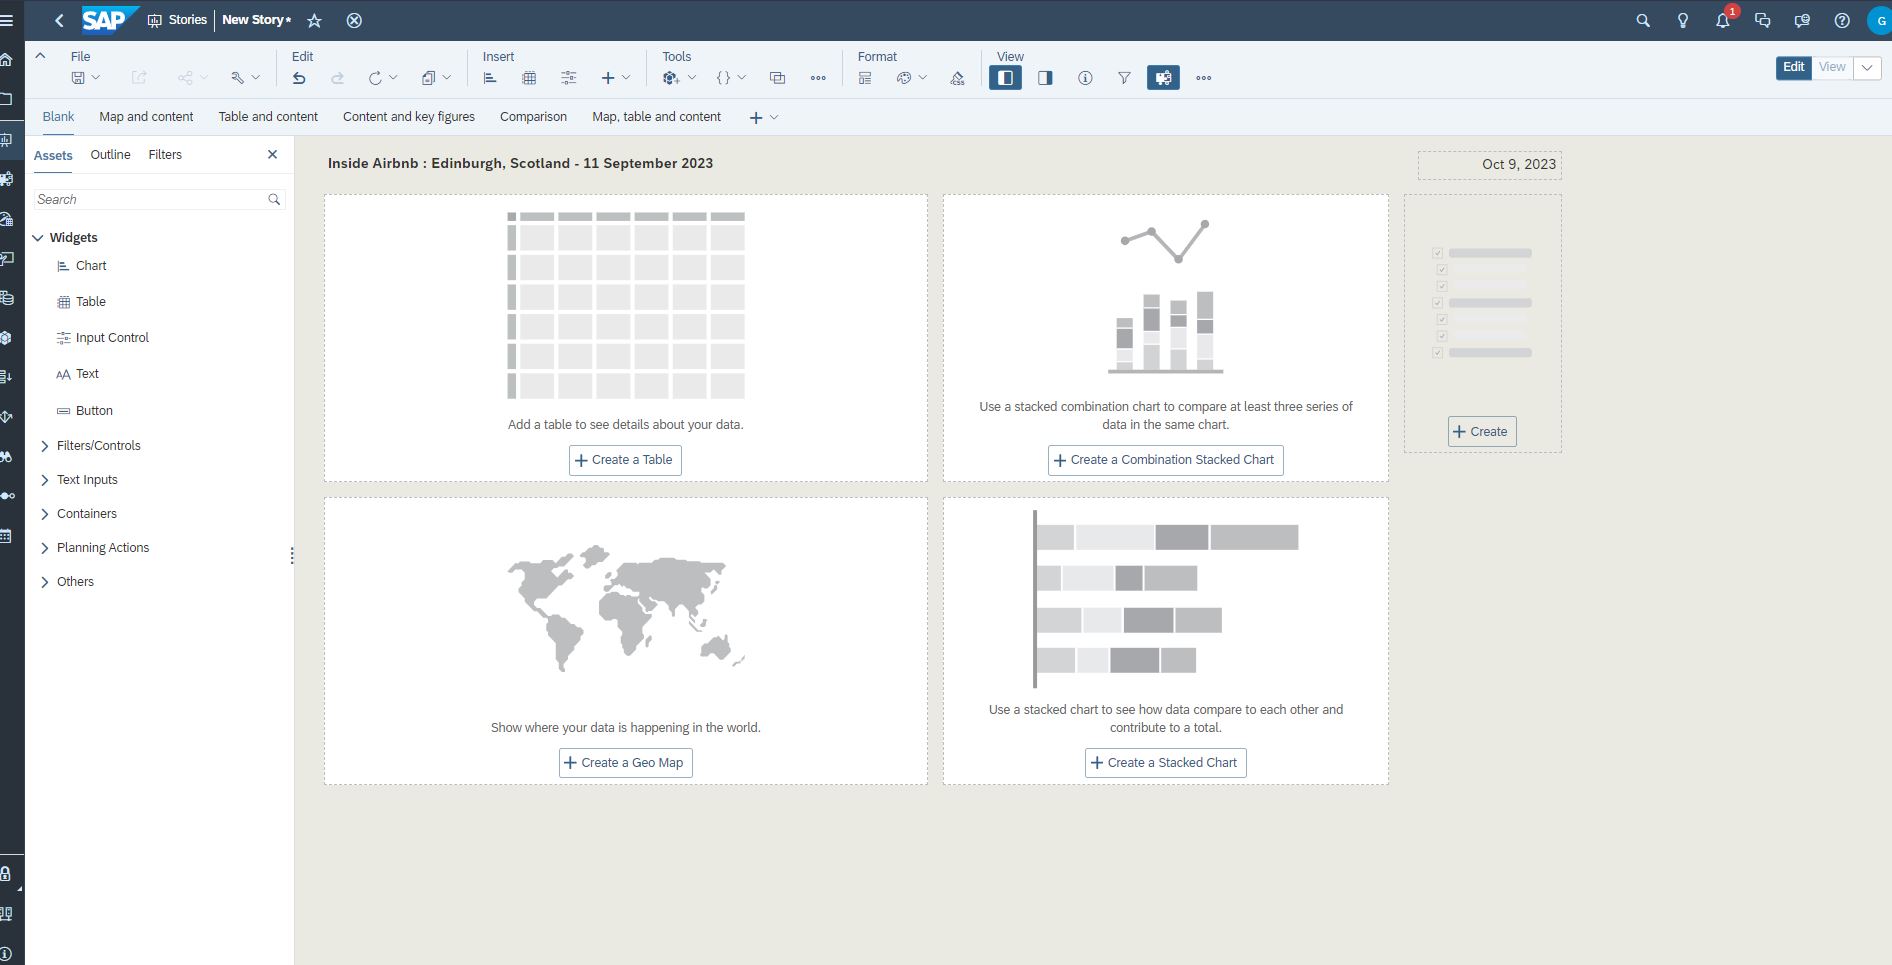 SAP Stories New Story* 1 G
File Edit Insert Tools Format View
CSS
Edit View
Blank Map and content Table and content Content and key figures Comparison Map, table and content
Assets Outline Filters
Search
Widgets
Chart
Table
Input Control
AA Text
Button
Filters/Controls
Text Inputs
Containers
Planning Actions
Others
Inside Airbnb : Edinburgh, Scotland - 11 September 2023
Oct 9, 2023
Add a table to see details about your data.
+ Create a Table
Use a stacked combination chart to compare at least three series of
data in the same chart.
+ Create a Combination Stacked Chart
+ Create
Show where your data is happening in the world.
+ Create a Geo Map
Use a stacked chart to see how data compare to each other and
contribute to a total.
+ Create a Stacked Chart